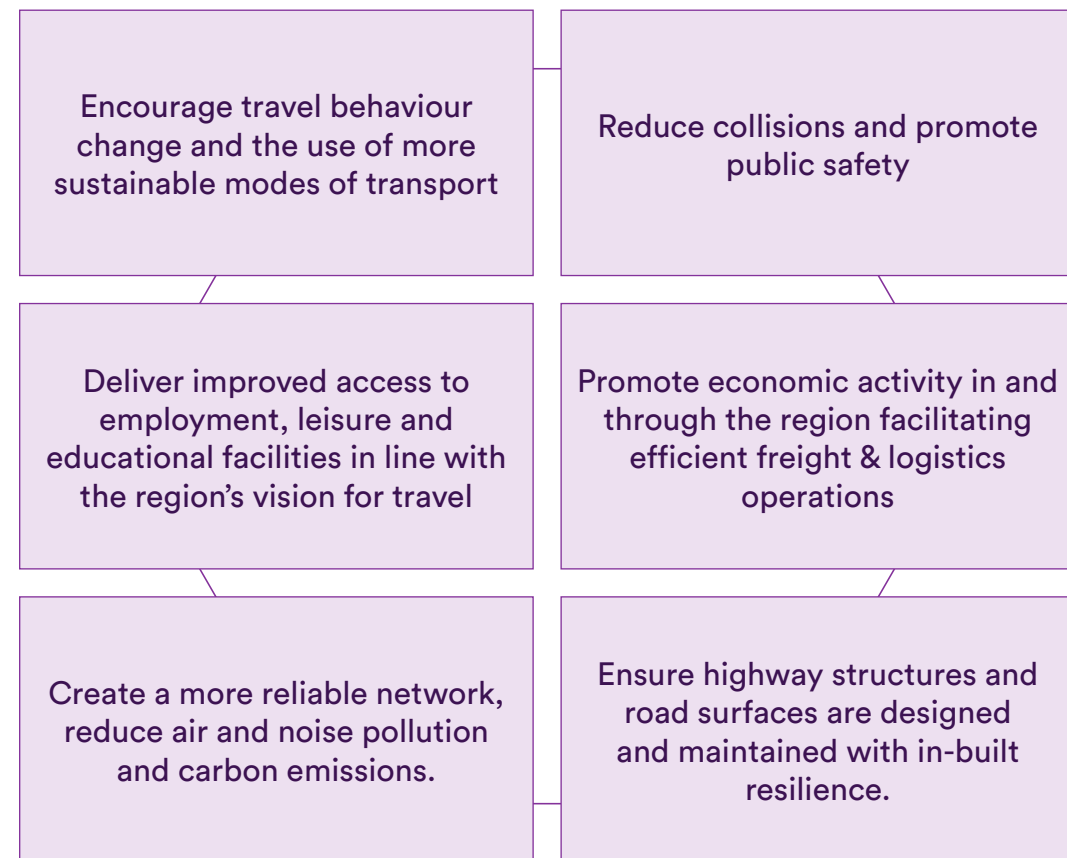 Encourage travel behaviour
change and the use of more
sustainable modes of transport
Reduce collisions and promote
public safety
Deliver improved access to
employment, leisure and
educational facilities in line with
the region’s vision for travel
Promote economic activity in and
through the region facilitating
efficient freight & logistics
operations
Create a more reliable network,
reduce air and noise pollution
and carbon emissions.
Ensure highway structures and
road surfaces are designed
and maintained with in-built
resilience.